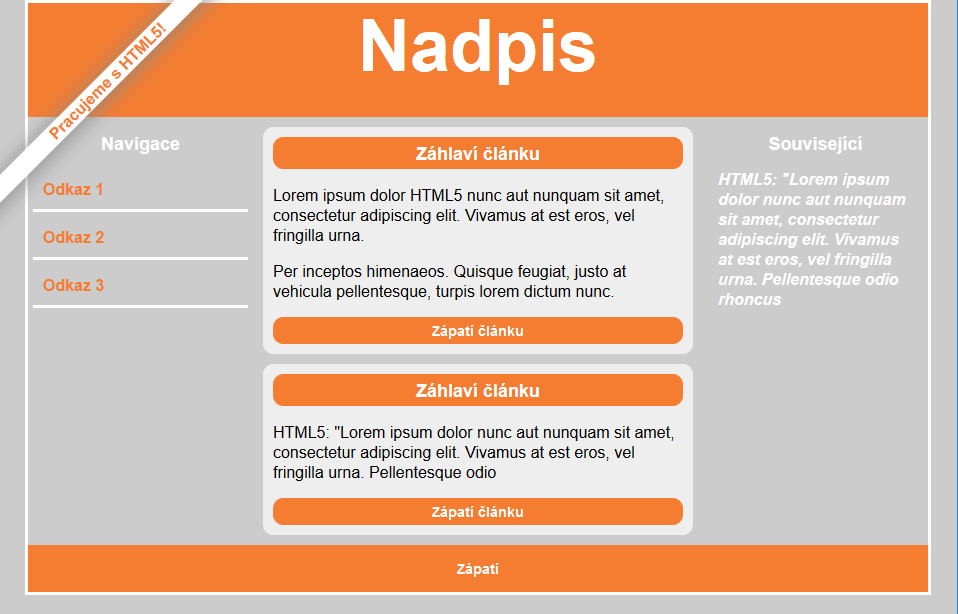 Nadpis
Pracujeme s HTML5!
Navigace
Odkaz 1
Odkaz 2
Odkaz 3
Záhlaví článku
Lorem ipsum dolor HTML5 nunc aut nunquam sit amet,
consectetur adipiscing elit. Vivamus at est eros, vel
fringilla urna.
Per inceptos himenaeos. Quisque feugiat, justo at
vehicula pellentesque, turpis lorem dictum nunc.
Zápatí článku
Záhlaví článku
HTML5: "Lorem ipsum dolor nunc aut nunquam sit amet,
consectetur adipiscing elit. Vivamus at est eros, vel
fringilla urna. Pellentesque odio
Zápatí článku
Související
HTML5: "Lorem ipsum
dolor nunc aut nunquam
sit amet, consectetur
adipiscing elit. Vivamus
at est eros, vel fringilla
urna. Pellentesque odio
rhoncus
Zápatí